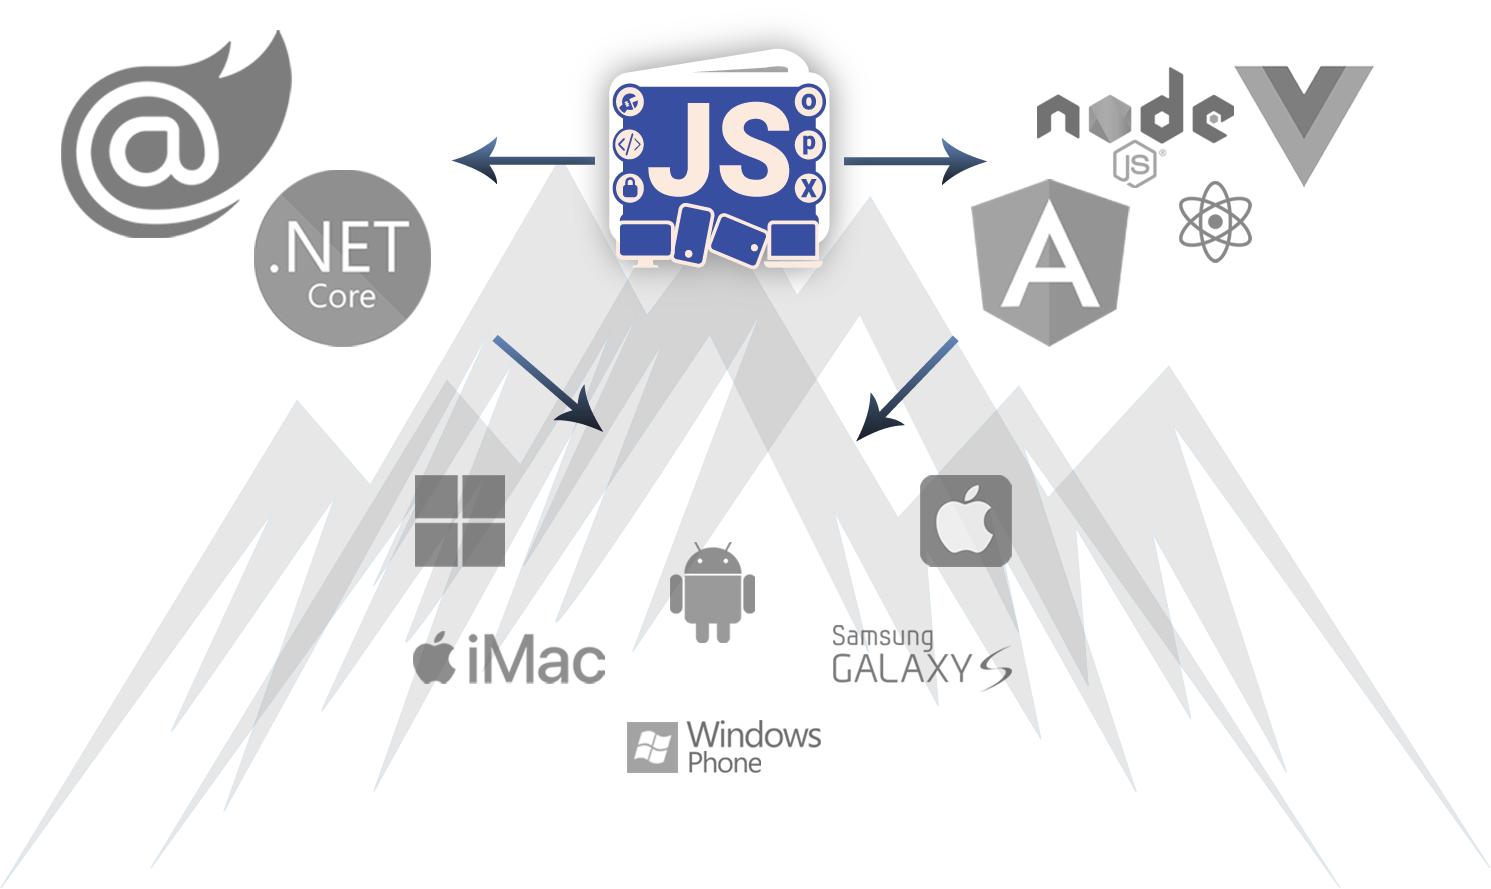 @
.NET
Core
JS
</>
O
P
X
node
JS®
A
iMac
Samsung
GALAXY S
Windows
Phone